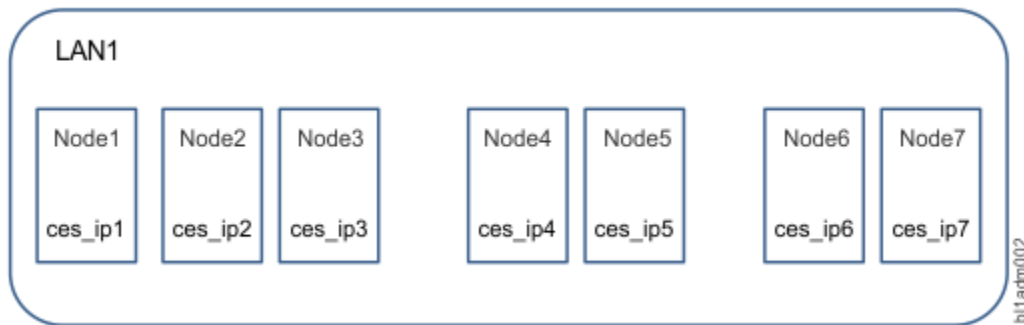 LAN1
Node1
Node2
Node3
Node4
Node5
Node6
Node7
ces_ip1
ces_ip2
ces_ip3
ces_ip4
ces_ip5
ces_ip6
ces_ip7
bl1adm002